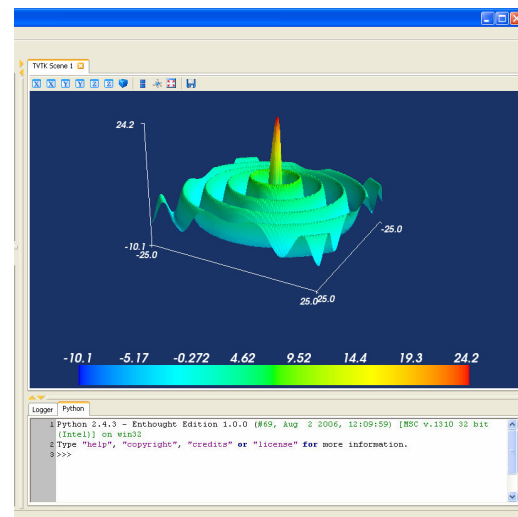 TVTK Scene 1
X X Y Y Z Z
24.2
-10.1
-25.0
-25.0
25.0 25.0
-10.1 -5.17 -0.272 4.62 9.52 14.4 19.3 24.2
Logger Python
1 Python 2.4.3 - Enthought Edition 1.0.0 (#69, Aug 2 2006, 12:09:59) [MSC v.1310 32 bit
(Intel)] on win32
2 Type "help", "copyright", "credits" or "license" for more information.
3 >>>